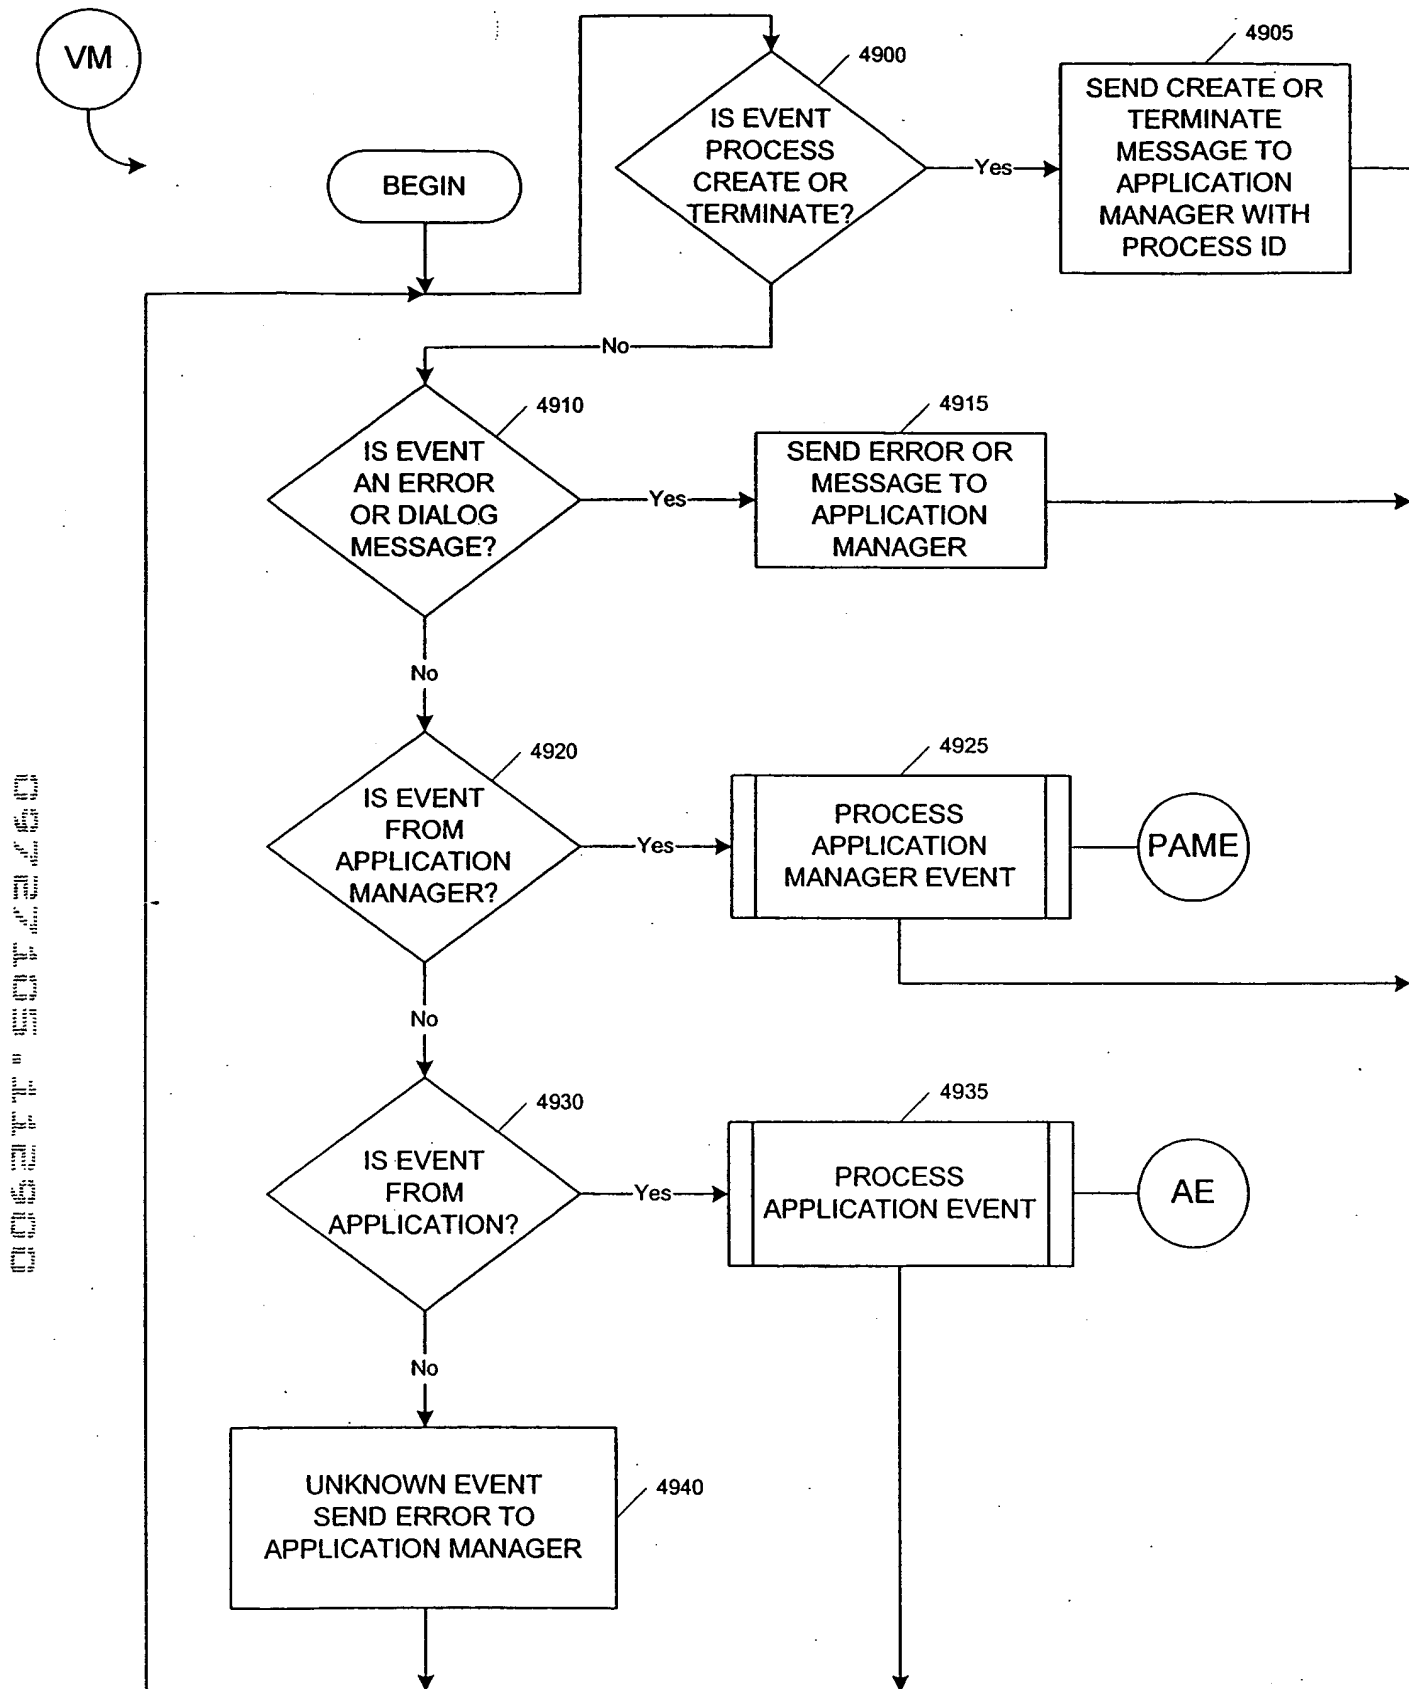 VM
4900
4905
IS EVENT
PROCESS
CREATE OR
TERMINATE?
Yes
SEND CREATE OR
TERMINATE
MESSAGE TO
APPLICATION
MANAGER WITH
PROCESS ID
BEGIN
No
4910
4915
IS EVENT
AN ERROR
OR DIALOG
MESSAGE?
Yes
SEND ERROR OR
MESSAGE TO
APPLICATION
MANAGER
No
4920
4925
IS EVENT
FROM
APPLICATION
MANAGER?
Yes
PROCESS
APPLICATION
MANAGER EVENT
PAME
No
4930
4935
IS EVENT
FROM
APPLICATION?
Yes
PROCESS
APPLICATION EVENT
AE
No
UNKNOWN EVENT
SEND ERROR TO
APPLICATION MANAGER
4940
09727105.112900